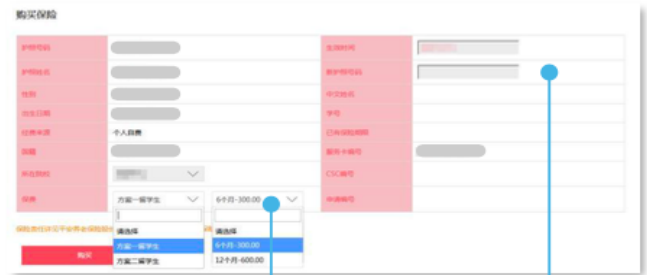 购买保险
护照号码 生效时间
护照姓名 新护照号码
性别 中文姓名
出生日期 学号
经费来源 个人自费 已有保险期限
国籍 服务卡编号
所在院校 CSC编号
保费 方案一留学生 6个月-300.00 申请编号
请选择 请选择
方案一留学生 6个月-300.00
方案二留学生 12个月-600.00
购买